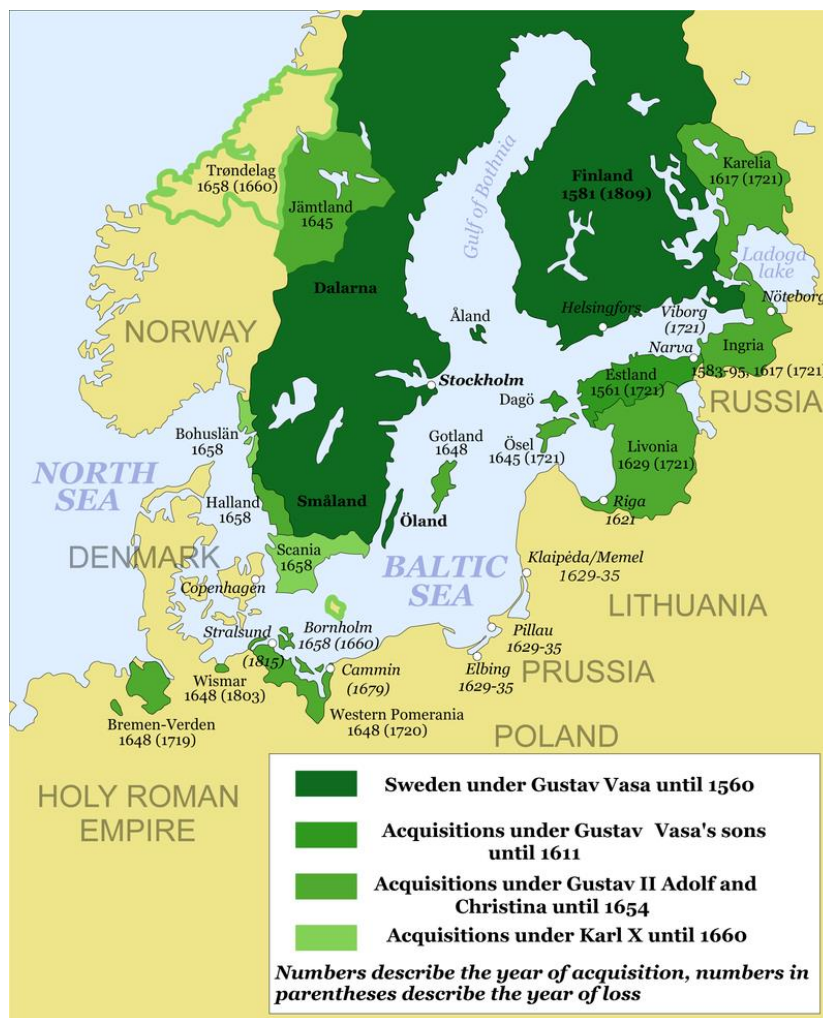 Trøndelag
1658 (1660)
Jämtland
1645
Gulf of Bothnia
Finland
1581 (1809)
Karelia
1617 (1721)
Ladoga
lake
Dalarna
NORWAY
Åland
Helsingfors
Viborg
(1721)
Nöteborg
Narva
Ingria
1583-95, 1617 (1721)
Stockholm
Estland
1561 (1721)
Dagö
RUSSIA
Bohuslän
1658
Gotland
1648
Ösel
1645 (1721)
Livonia
1629 (1721)
NORTH
SEA
Halland
1658
Småland
Öland
Riga
1621
DENMARK
Scania
1658
BALTIC
SEA
Klaipėda/Memel
1629-35
Copenhagen
LITHUANIA
Stralsund
(1815)
Bornholm
1658 (1660)
Pillau
1629-35
Wismar
1648 (1803)
Cammin
(1679)
Elbing
1629-35
PRUSSIA
Bremen-Verden
1648 (1719)
Western Pomerania
1648 (1720)
POLAND
HOLY ROMAN
EMPIRE
Sweden under Gustav Vasa until 1560
Acquisitions under Gustav Vasa's sons
until 1611
Acquisitions under Gustav II Adolf and
Christina until 1654
Acquisitions under Karl X until 1660
Numbers describe the year of acquisition, numbers in
parentheses describe the year of loss